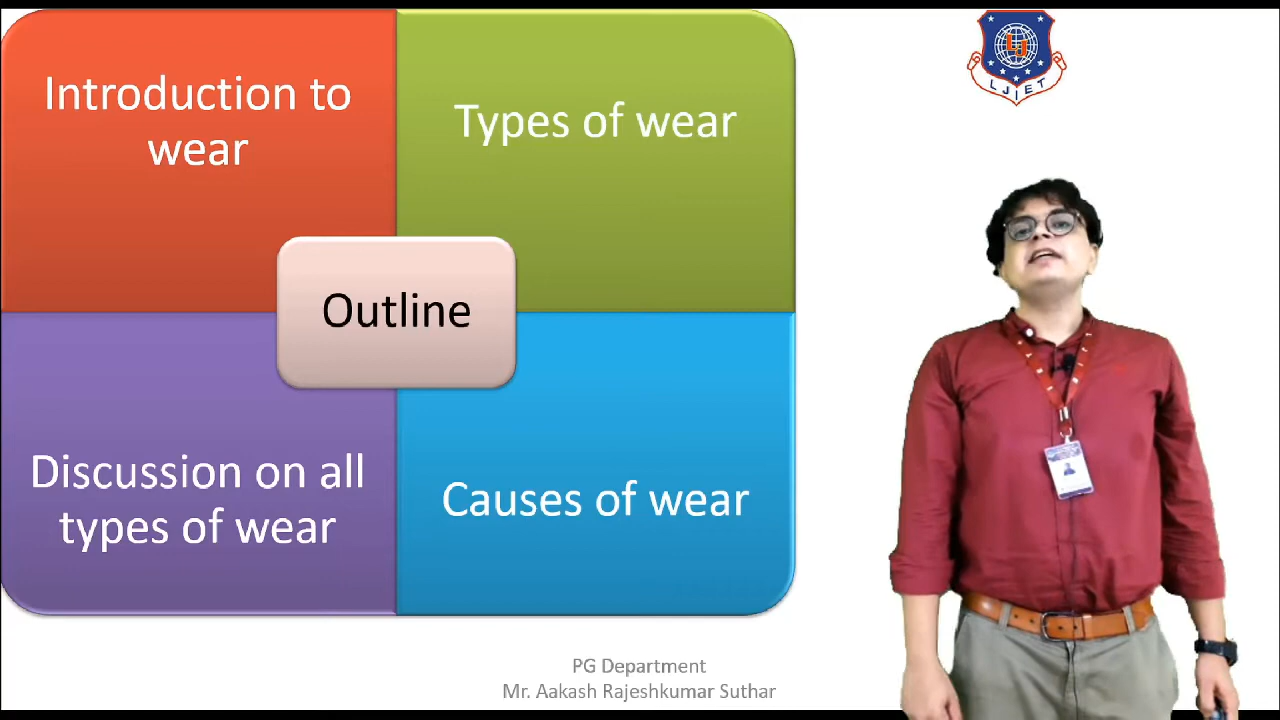 Introduction to
wear
Types of wear
Outline
Discussion on all
types of wear
Causes of wear
LJIET
PG Department
Mr. Aakash Rajeshkumar Suthar